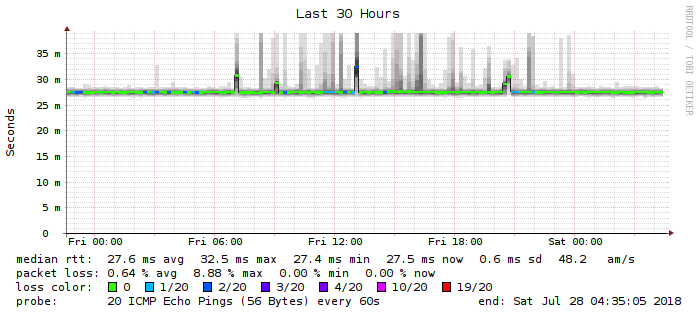 Last 30 Hours
RRDTOOL / TOBI OETIKER
Seconds
35 m
30 m
25 m
20 m
15 m
10 m
5 m
0
Fri 00:00 Fri 06:00 Fri 12:00 Fri 18:00 Sat 00:00
median rtt: 27.6 ms avg 32.5 ms max 27.4 ms min 27.5 ms now 0.6 ms sd 48.2 am/s
packet loss: 0.64 % avg 8.88 % max 0.00 % min 0.00 % now
loss color: 0 1/20 2/20 3/20 4/20 10/20 19/20
probe: 20 ICMP Echo Pings (56 Bytes) every 60s end: Sat Jul 28 04:35:05 2018